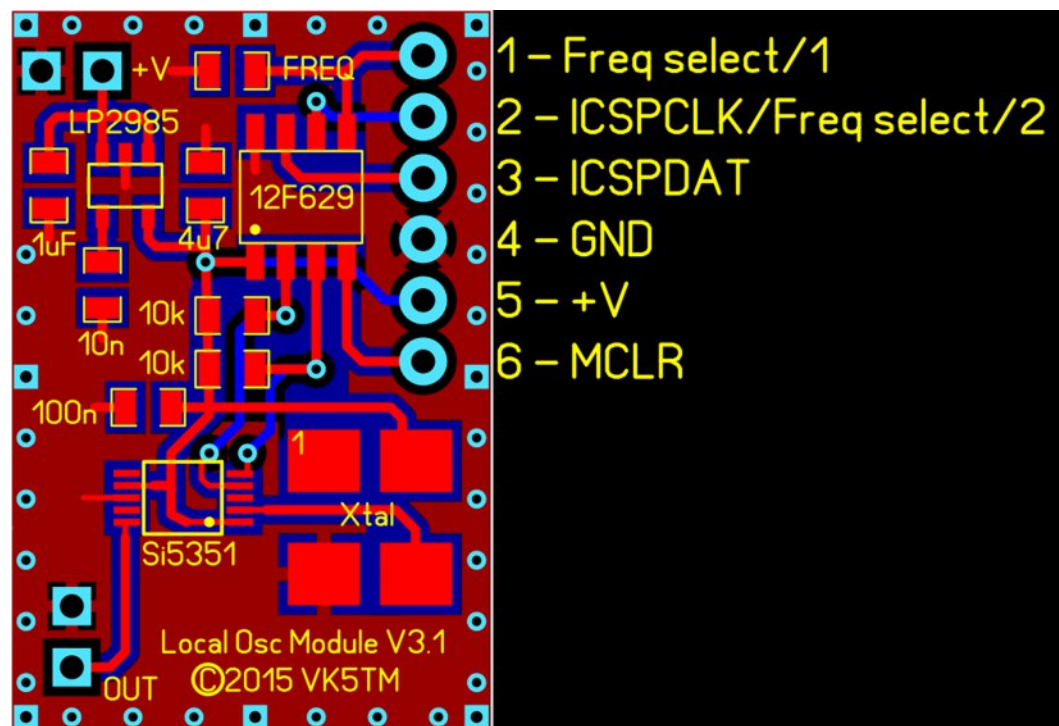 +V
FREQ
LP2985
12F629
1uF
4u7
10k
10n
10k
100n
1
Xtal
Si5351
Local Osc Module V3.1
©2015 VK5TM
OUT
1 – Freq select/1
2 – ICSPCLK/Freq select/2
3 – ICSPDAT
4 – GND
5 – +V
6 – MCLR